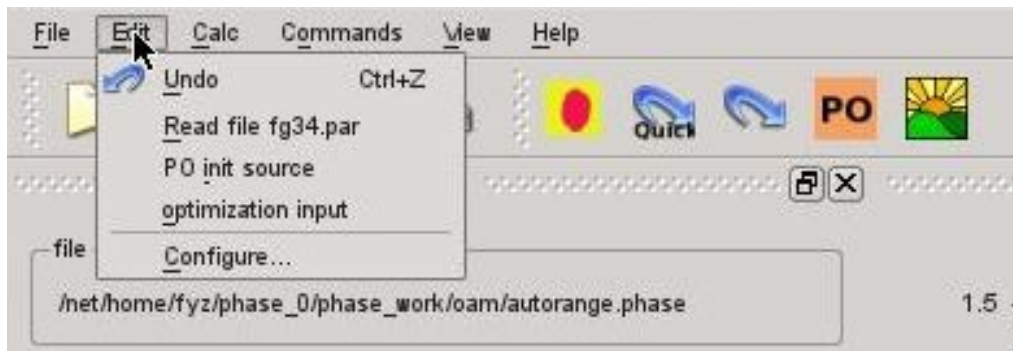 File Edit Calc Commands View Help
Undo Ctrl+Z
Quick PO
Read file fg34.par
PO init source
optimization input
Configure...
file
/net/home/fyz/phase_0/phase_work/oam/autorange.phase 1.5